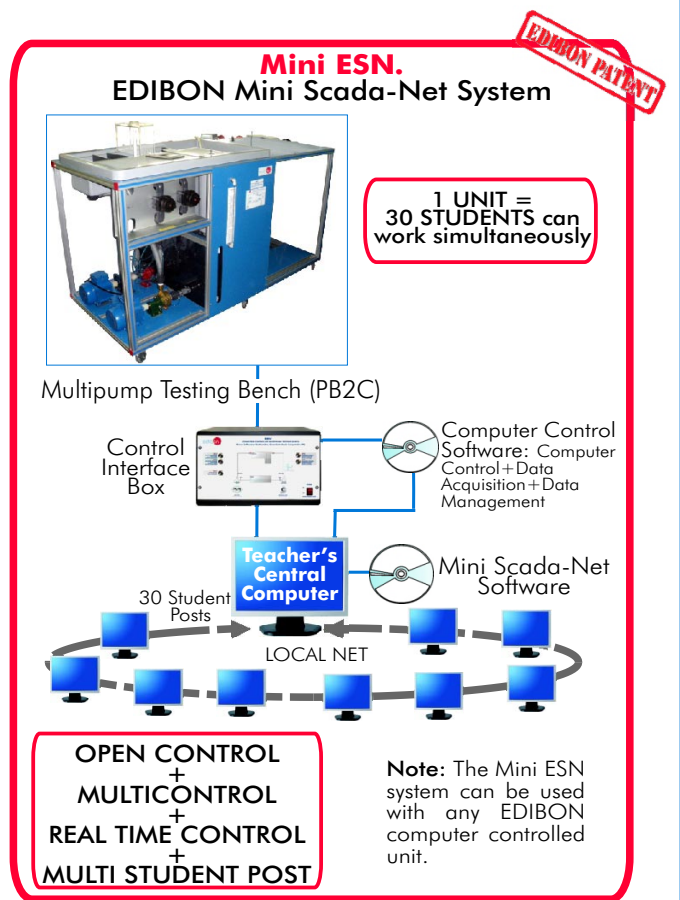 EDIBON PATENT
Mini ESN.
EDIBON Mini Scada-Net System
1 UNIT =
30 STUDENTS can
work simultaneously
Multipump Testing Bench (PB2C)
Control
Interface
Box
Computer Control
Software: Computer
Control+Data
Acquisition+Data
Management
Teacher's
Central
Computer
Mini Scada-Net
Software
30 Student
Posts
LOCAL NET
OPEN CONTROL
+
MULTICONTROL
+
REAL TIME CONTROL
+
MULTI STUDENT POST
Note: The Mini ESN
system can be used
with any EDIBON
computer controlled
unit.